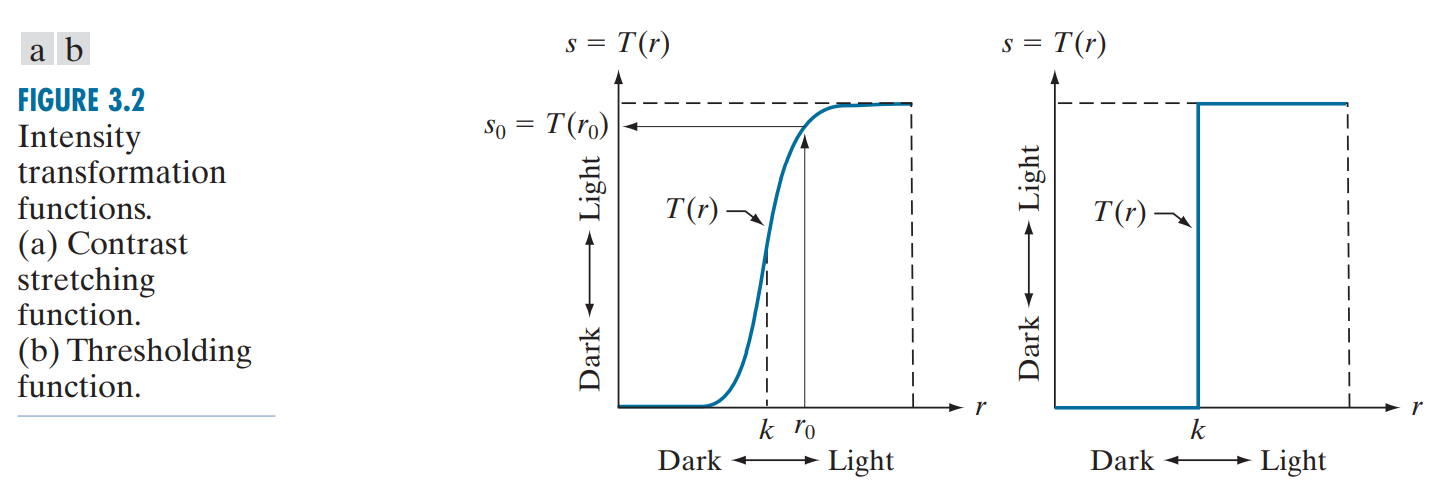 a b
FIGURE 3.2
Intensity
transformation
functions.
(a) Contrast
stretching
function.
(b) Thresholding
function.
s = T(r)
s₀ = T(r₀)
Dark
Light
T(r)
k
r₀
r
Dark
Light
s = T(r)
Dark
Light
T(r)
k
r
Dark
Light